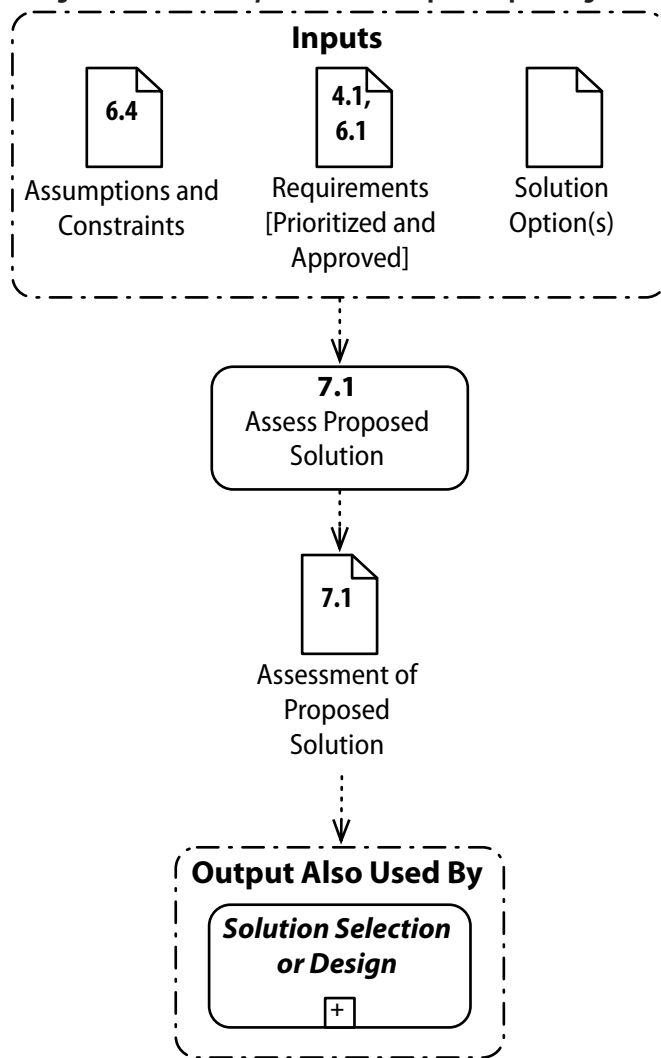 Inputs
6.4
Assumptions and
Constraints
4.1,
6.1
Requirements
[Prioritized and
Approved]
Solution
Option(s)
7.1
Assess Proposed
Solution
7.1
Assessment of
Proposed
Solution
Output Also Used By
Solution Selection
or Design
+